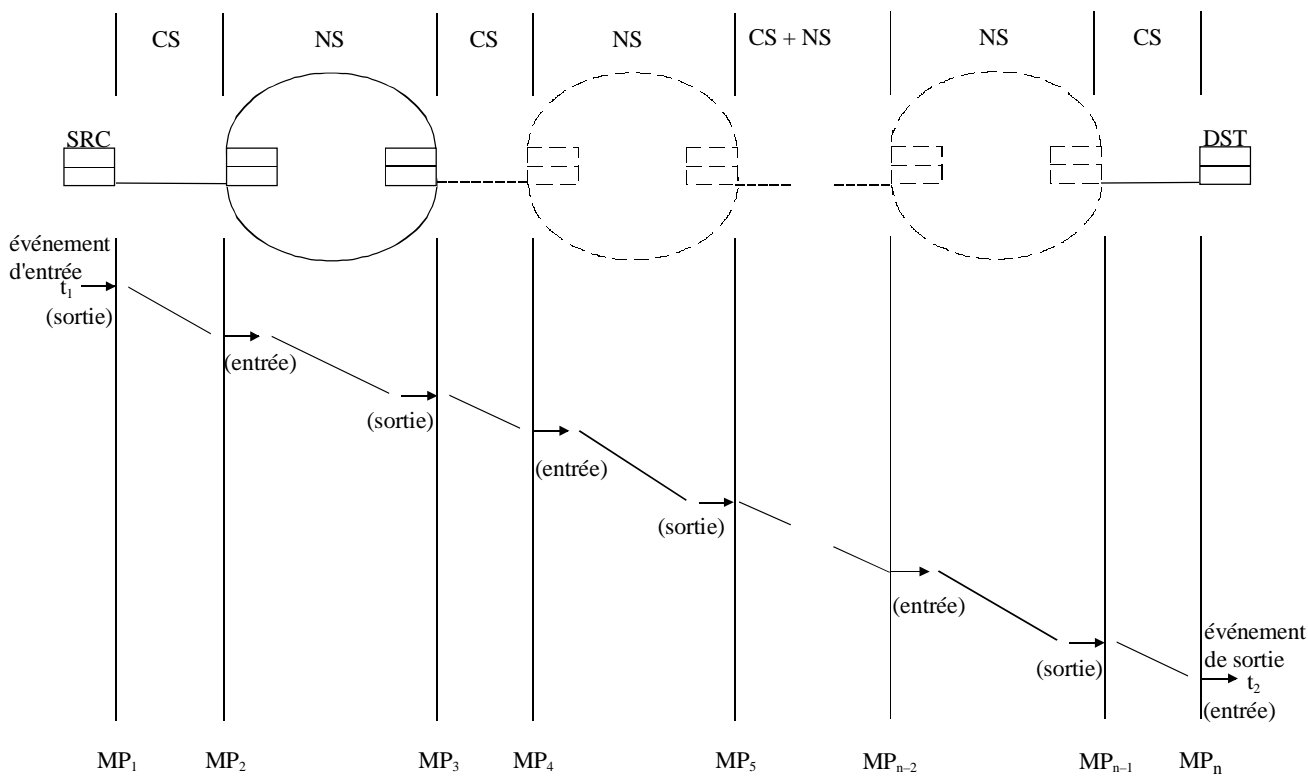 CS NS CS NS CS + NS NS CS
SRC DST
événement
d'entrée
t1
(sortie)
(entrée)
(sortie)
(entrée)
(sortie)
(entrée)
(sortie)
événement
de sortie
t2
(entrée)
MP1 MP2 MP3 MP4 MP5 MPn–2 MPn–1 MPn